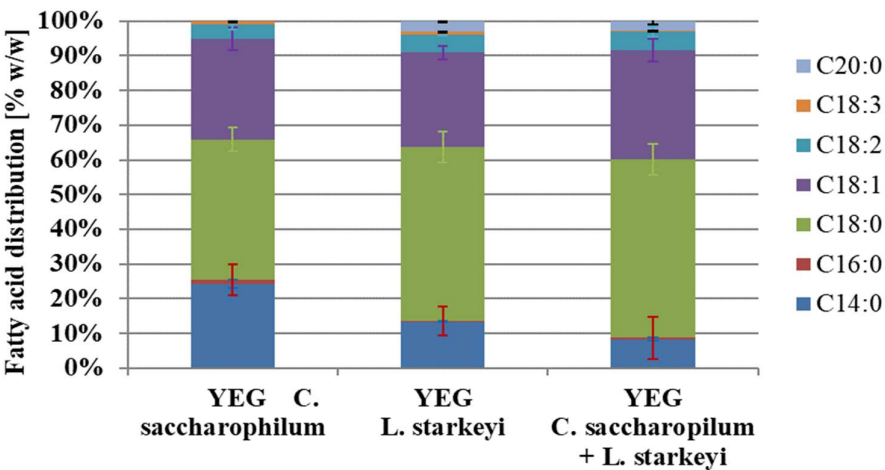 Fatty acid distribution [% w/w]
100%
90%
80%
70%
60%
50%
40%
30%
20%
10%
0%
YEG C.
saccharophilum
YEG
L. starkeyi
YEG
C. saccharopilum
+ L. starkeyi
C20:0
C18:3
C18:2
C18:1
C18:0
C16:0
C14:0